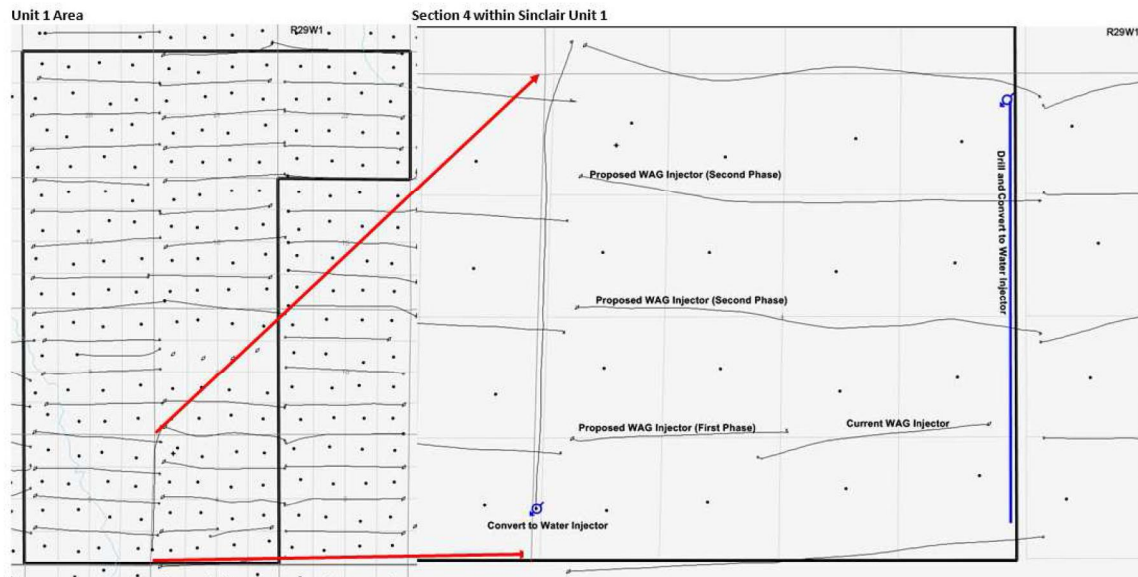 Unit 1 Area
Section 4 within Sinclair Unit 1
R29W1
R29W1
Proposed WAG Injector (Second Phase)
Drill and Convert to Water Injector
Proposed WAG Injector (Second Phase)
Proposed WAG Injector (First Phase)
Current WAG Injector
Convert to Water Injector